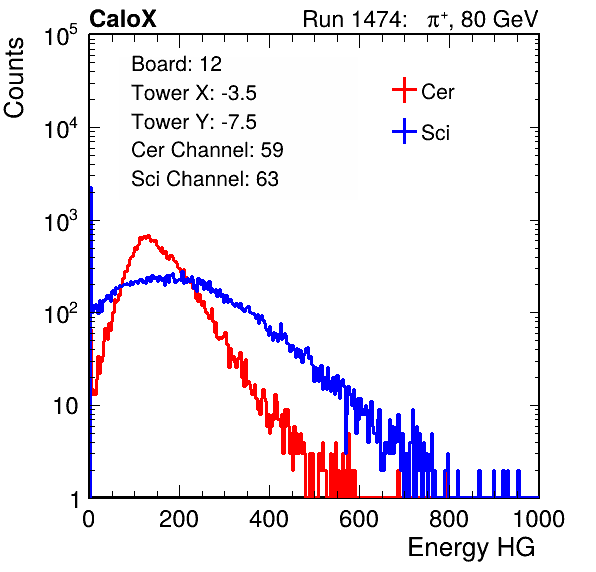 CaloX Run 1474: π⁺, 80 GeV
Counts
Board: 12
Tower X: -3.5
Tower Y: -7.5
Cer Channel: 59
Sci Channel: 63
Cer
Sci
10⁵
10⁴
10³
10²
10
1
0 200 400 600 800 1000
Energy HG